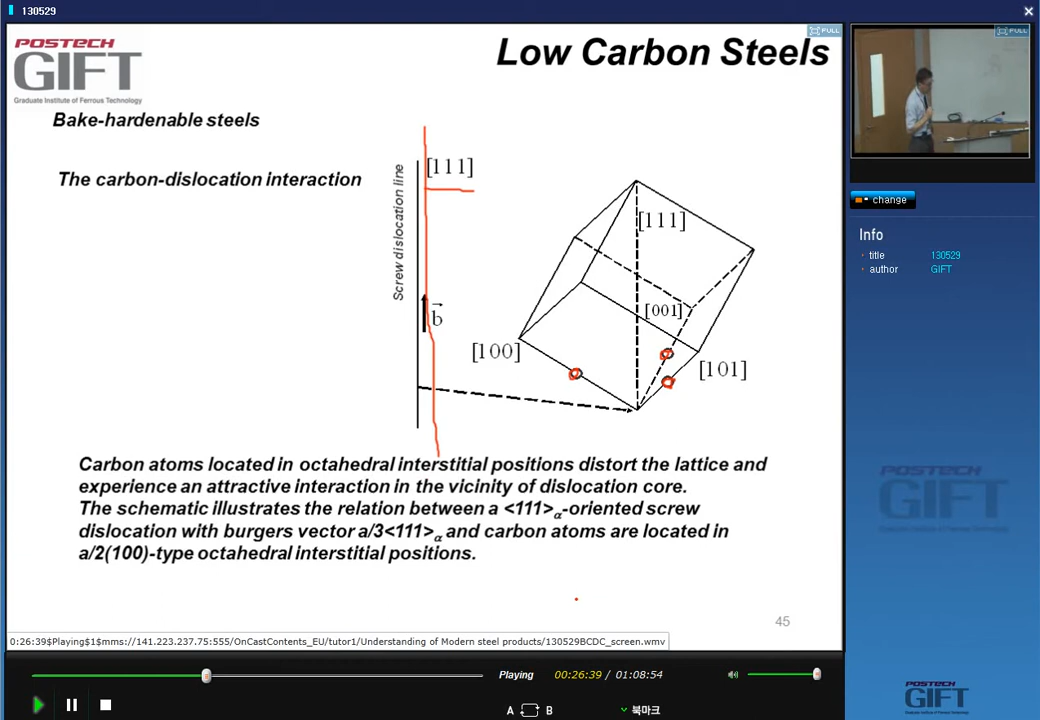 130529
POSTECH
GIFT
Graduate Institute of Ferrous Technology
Low Carbon Steels
FULL
FULL
Bake-hardenable steels
The carbon-dislocation interaction
Screw dislocation line
[111]
b
[111]
[001]
[100]
[101]
Carbon atoms located in octahedral interstitial positions distort the lattice and
experience an attractive interaction in the vicinity of dislocation core.
The schematic illustrates the relation between a <111>α-oriented screw
dislocation with burgers vector a/3<111>α and carbon atoms are located in
a/2(100)-type octahedral interstitial positions.
45
0:26:39$Playing$1$mms://141.223.237.75:555/OnCastContents_EU/tutor1/Understanding of Modern steel products/130529BCDC_screen.wmv
Playing
00:26:39 / 01:08:54
A B
북마크
change
Info
title 130529
author GIFT
POSTECH
GIFT
POSTECH
GIFT